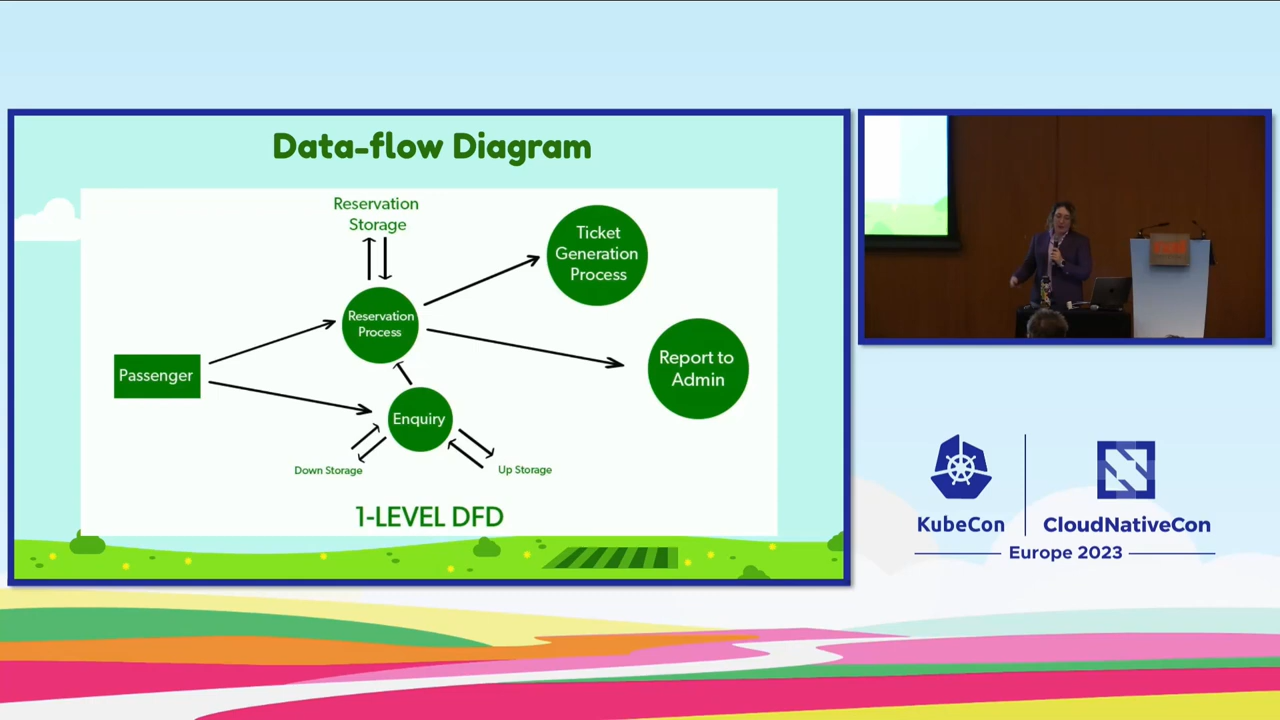 Data-flow Diagram
Reservation
Storage
Ticket
Generation
Process
Reservation
Process
Passenger
Report to
Admin
Enquiry
Down Storage
Up Storage
1-LEVEL DFD
KubeCon
CloudNativeCon
Europe 2023